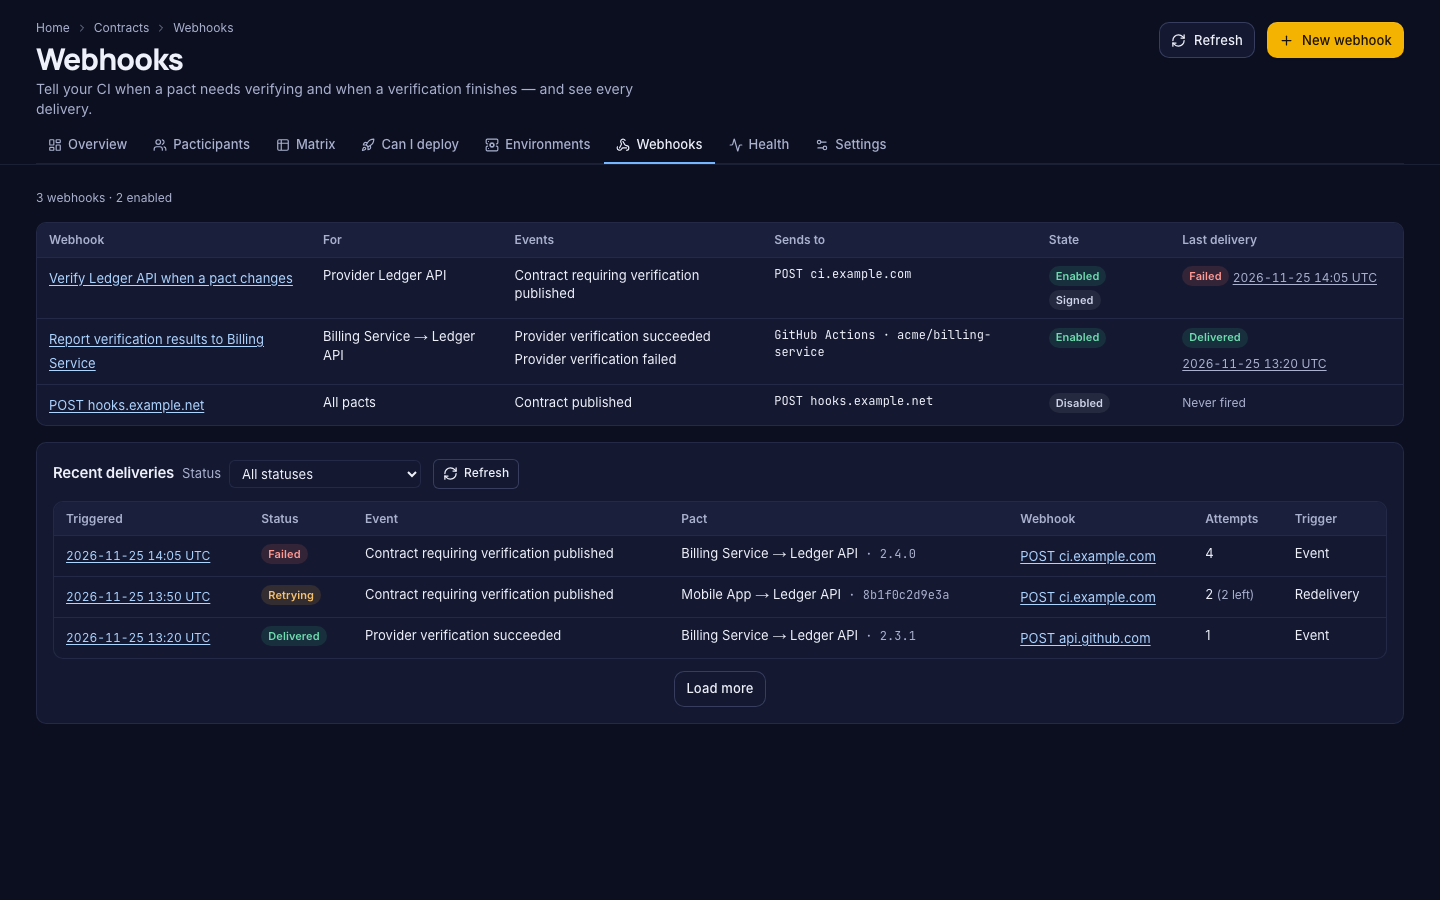 Home > Contracts > Webhooks
Webhooks
Refresh
New webhook
Tell your CI when a pact needs verifying and when a verification finishes — and see every
delivery.
Overview Pacticipants Matrix Can I deploy Environments Webhooks Health Settings
3 webhooks · 2 enabled
Webhook For Events Sends to State Last delivery
Verify Ledger API when a pact changes Provider Ledger API Contract requiring verification POST ci.example.com Enabled Failed 2026-11-25 14:05 UTC
published Signed
Report verification results to Billing Billing Service → Ledger Provider verification succeeded GitHub Actions · acme/billing- Enabled Delivered
Service API Provider verification failed service 2026-11-25 13:20 UTC
POST hooks.example.net All pacts Contract published POST hooks.example.net Disabled Never fired
Recent deliveries Status All statuses Refresh
Triggered Status Event Pact Webhook Attempts Trigger
2026-11-25 14:05 UTC Failed Contract requiring verification published Billing Service → Ledger API · 2.4.0 POST ci.example.com 4 Event
2026-11-25 13:50 UTC Retrying Contract requiring verification published Mobile App → Ledger API · 8b1f0c2d9e3a POST ci.example.com 2 (2 left) Redelivery
2026-11-25 13:20 UTC Delivered Provider verification succeeded Billing Service → Ledger API · 2.3.1 POST api.github.com 1 Event
Load more